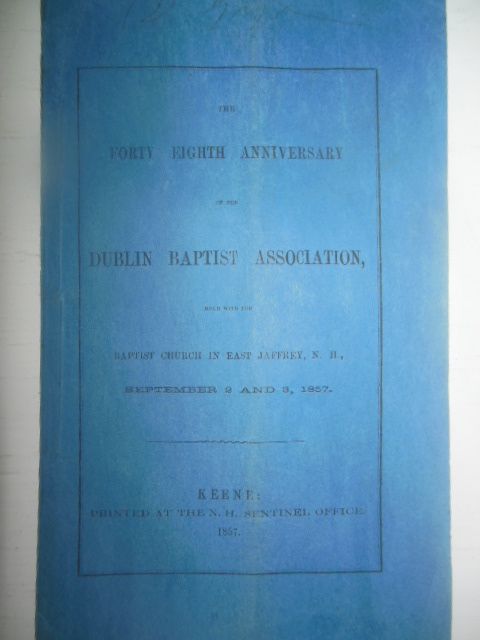 THE
FORTY EIGHTH ANNIVERSARY
OF THE
DUBLIN BAPTIST ASSOCIATION,
HELD WITH THE
BAPTIST CHURCH IN EAST JAFFREY, N. H.,
SEPTEMBER 2 AND 3, 1857.
KEENE:
PRINTED AT THE N. H. SENTINEL OFFICE.
1857.